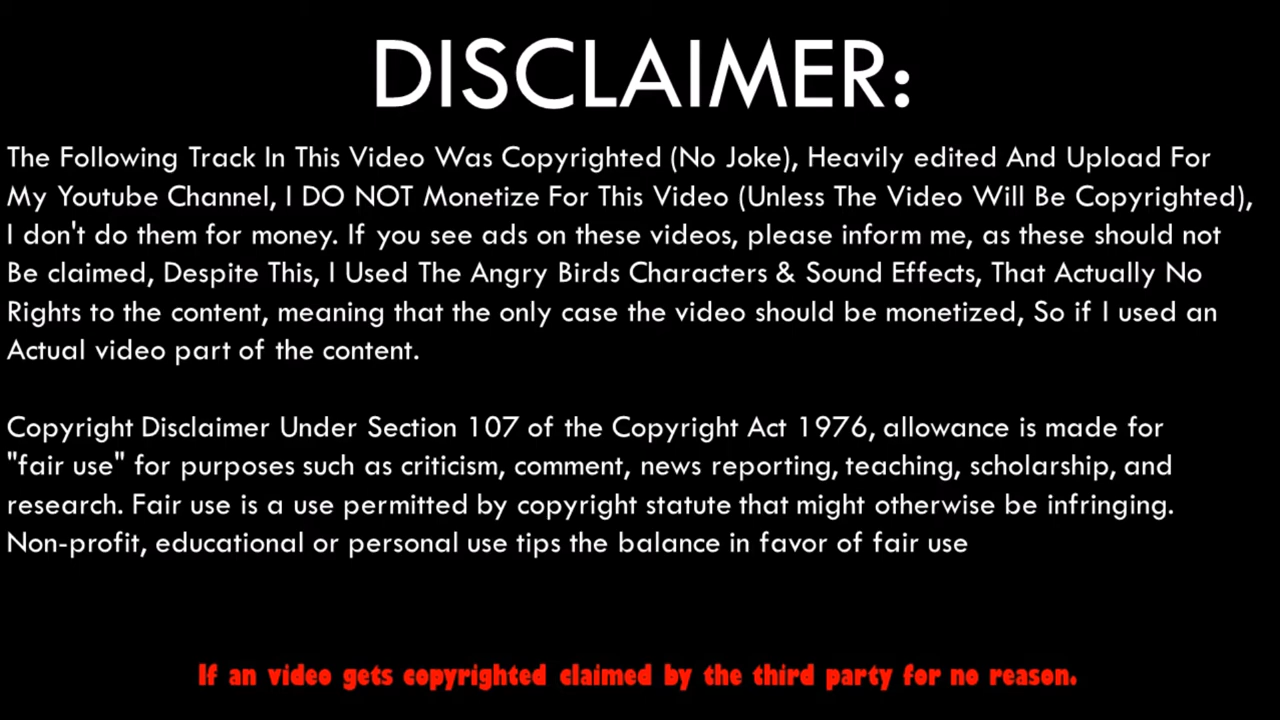 DISCLAIMER:
The Following Track In This Video Was Copyrighted (No Joke), Heavily edited And Upload For
My Youtube Channel, I DO NOT Monetize For This Video (Unless The Video Will Be Copyrighted),
I don't do them for money. If you see ads on these videos, please inform me, as these should not
Be claimed, Despite This, I Used The Angry Birds Characters & Sound Effects, That Actually No
Rights to the content, meaning that the only case the video should be monetized, So if I used an
Actual video part of the content.
Copyright Disclaimer Under Section 107 of the Copyright Act 1976, allowance is made for
"fair use" for purposes such as criticism, comment, news reporting, teaching, scholarship, and
research. Fair use is a use permitted by copyright statute that might otherwise be infringing.
Non-profit, educational or personal use tips the balance in favor of fair use
If an video gets copyrighted claimed by the third party for no reason.